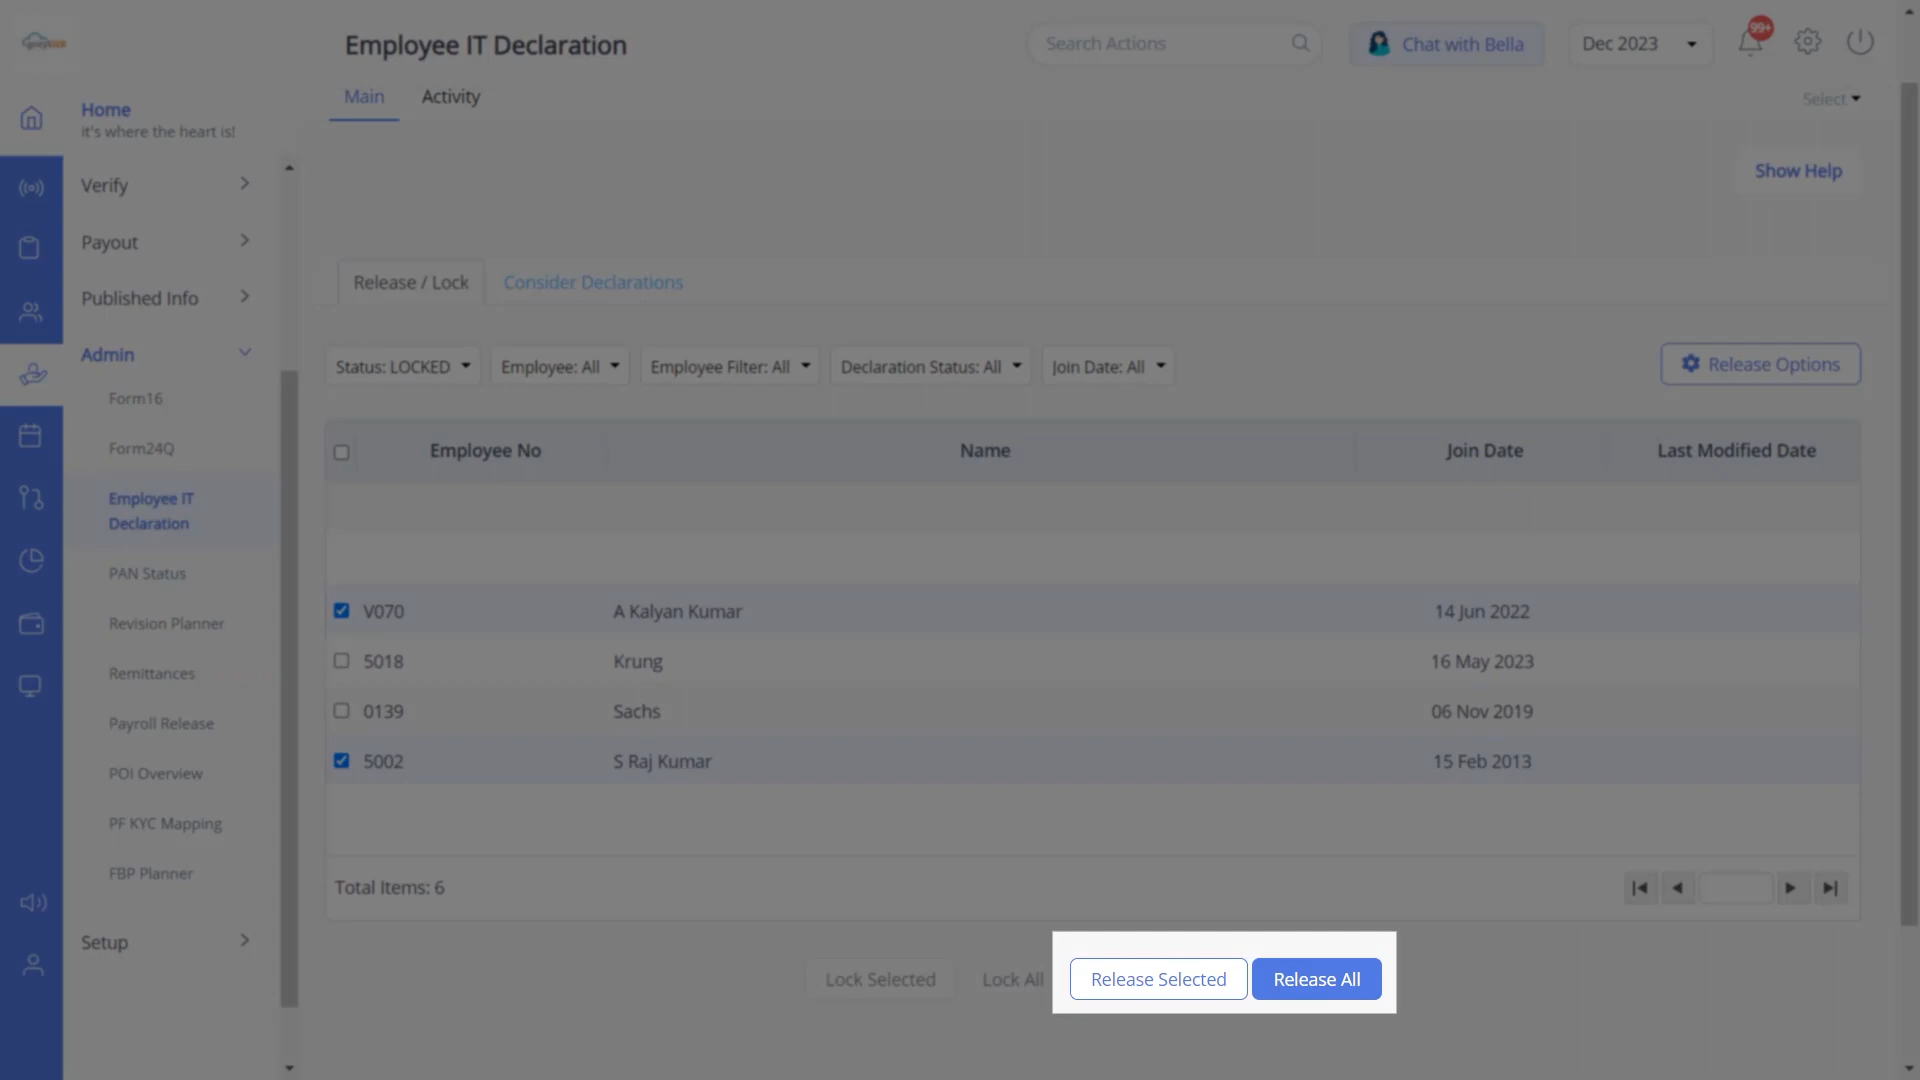 Employee IT Declaration
Search Actions
Chat with Bella
Dec 2023
99+
Main
Activity
Select
Home
it's where the heart is!
Show Help
Verify
Payout
Published Info
Admin
Form16
Form24Q
Employee IT
Declaration
PAN Status
Revision Planner
Remittances
Payroll Release
POI Overview
PF KYC Mapping
FBP Planner
Setup
Release / Lock
Consider Declarations
Status: LOCKED
Employee: All
Employee Filter: All
Declaration Status: All
Join Date: All
Release Options
Employee No Name Join Date Last Modified Date
V070 A Kalyan Kumar 14 Jun 2022
5018 Krung 16 May 2023
0139 Sachs 06 Nov 2019
5002 S Raj Kumar 15 Feb 2013
Total Items: 6
Lock Selected
Lock All
Release Selected
Release All